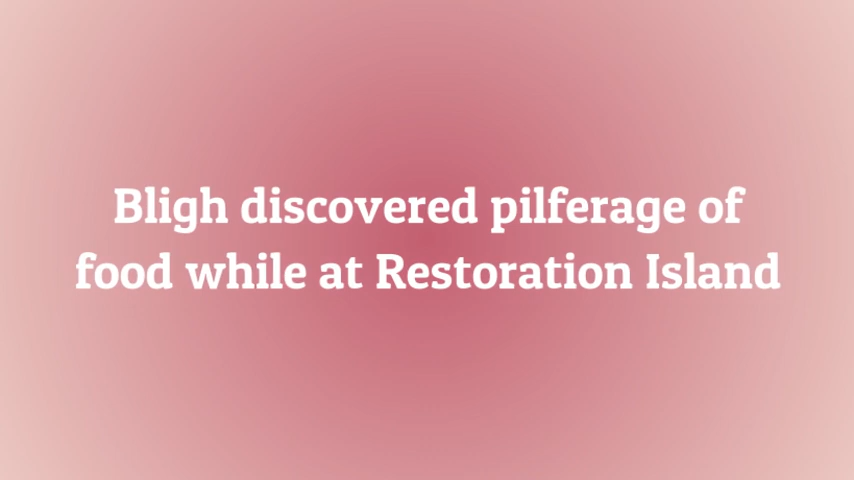 Bligh discovered pilferage of
food while at Restoration Island